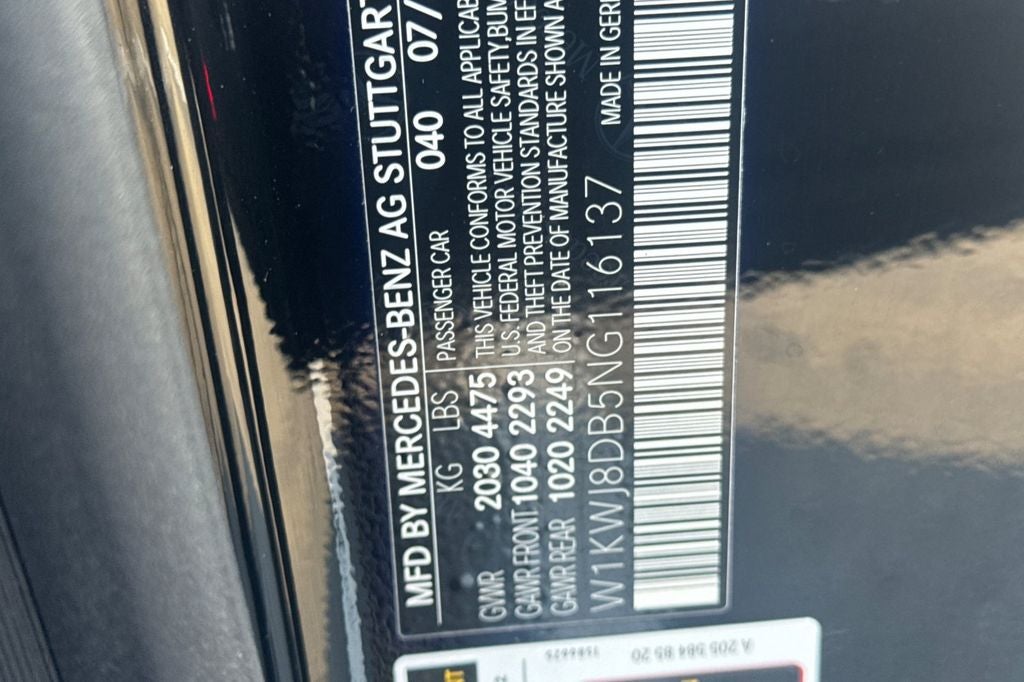 MFD BY MERCEDES-BENZ AG STUTTGART
040 07/
KG LBS PASSENGER CAR
GVWR 2030 4475 THIS VEHICLE CONFORMS TO ALL APPLICAB
GAWR FRONT 1040 2293 U.S. FEDERAL MOTOR VEHICLE SAFETY,BUM
GAWR REAR 1020 2249 AND THEFT PREVENTION STANDARDS IN EF
ON THE DATE OF MANUFACTURE SHOWN A
W1KWJ8DB5NG116137 MADE IN GER
A 205 584 85 20